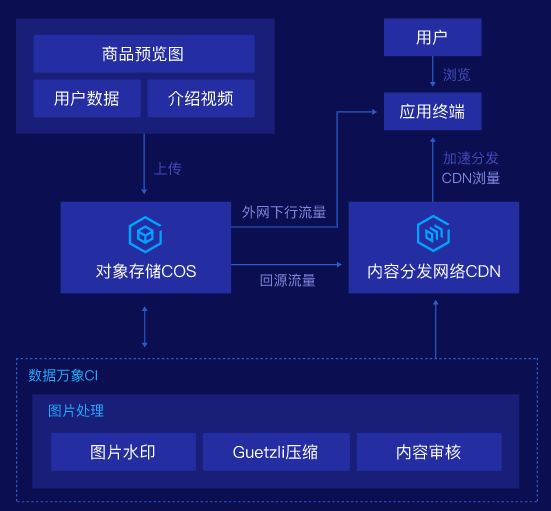 商品预览图
用户
浏览
用户数据
介绍视频
应用终端
加速分发
上传
CDN浏量
外网下行流量
对象存储COS
内容分发网络CDN
回源流量
数据万象CI
图片处理
图片水印
Guetzli压缩
内容审核